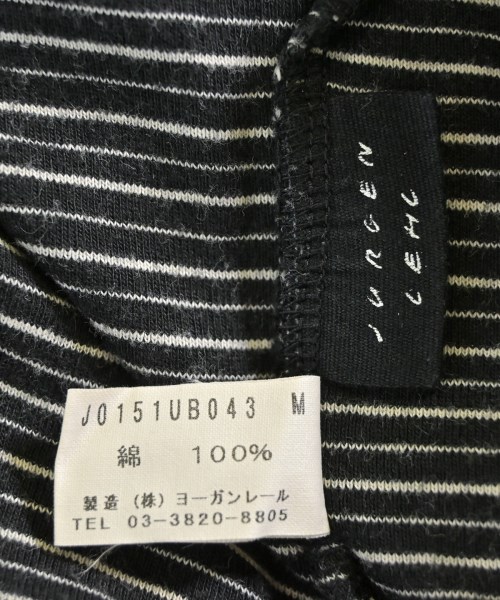 JURGEN
LEHL
J0151UB043 M
綿 100%
製造 (株) ヨーガンレール
TEL 03-3820-8805